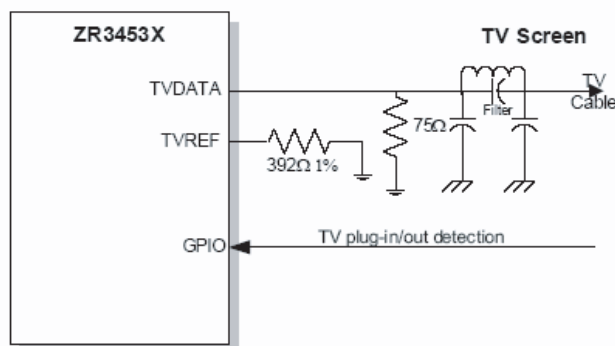 ZR3453X
TV Screen
TVDATA
TV
Cable
Filter
75Ω
TVREF
392Ω 1%
GPIO
TV plug-in/out detection